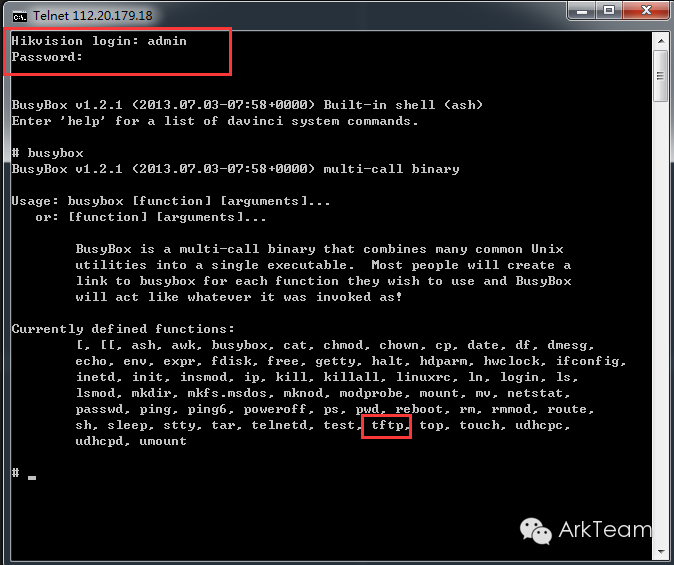 Telnet 112.20.179.18
Hikvision login: admin
Password:
BusyBox v1.2.1 (2013.07.03-07:58+0000) Built-in shell (ash)
Enter 'help' for a list of davinci system commands.
# busybox
BusyBox v1.2.1 (2013.07.03-07:58+0000) multi-call binary
Usage: busybox [function] [arguments]...
or: [function] [arguments]...
BusyBox is a multi-call binary that combines many common Unix
utilities into a single executable.  Most people will create a
link to busybox for each function they wish to use and BusyBox
will act like whatever it was invoked as!
Currently defined functions:
[, [[, ash, awk, busybox, cat, chmod, chown, cp, date, df, dmesg,
echo, env, expr, fdisk, free, getty, halt, hdparm, hwclock, ifconfig,
inetd, init, insmod, ip, kill, killall, linuxrc, ln, login, ls,
lsmod, mkdir, mkfs.msdos, mknod, modprobe, mount, mv, netstat,
passwd, ping, ping6, poweroff, ps, pwd, reboot, rm, rmmod, route,
sh, sleep, stty, tar, telnetd, test, tftp, top, touch, udhcpc,
udhcpd, umount
# _
ArkTeam